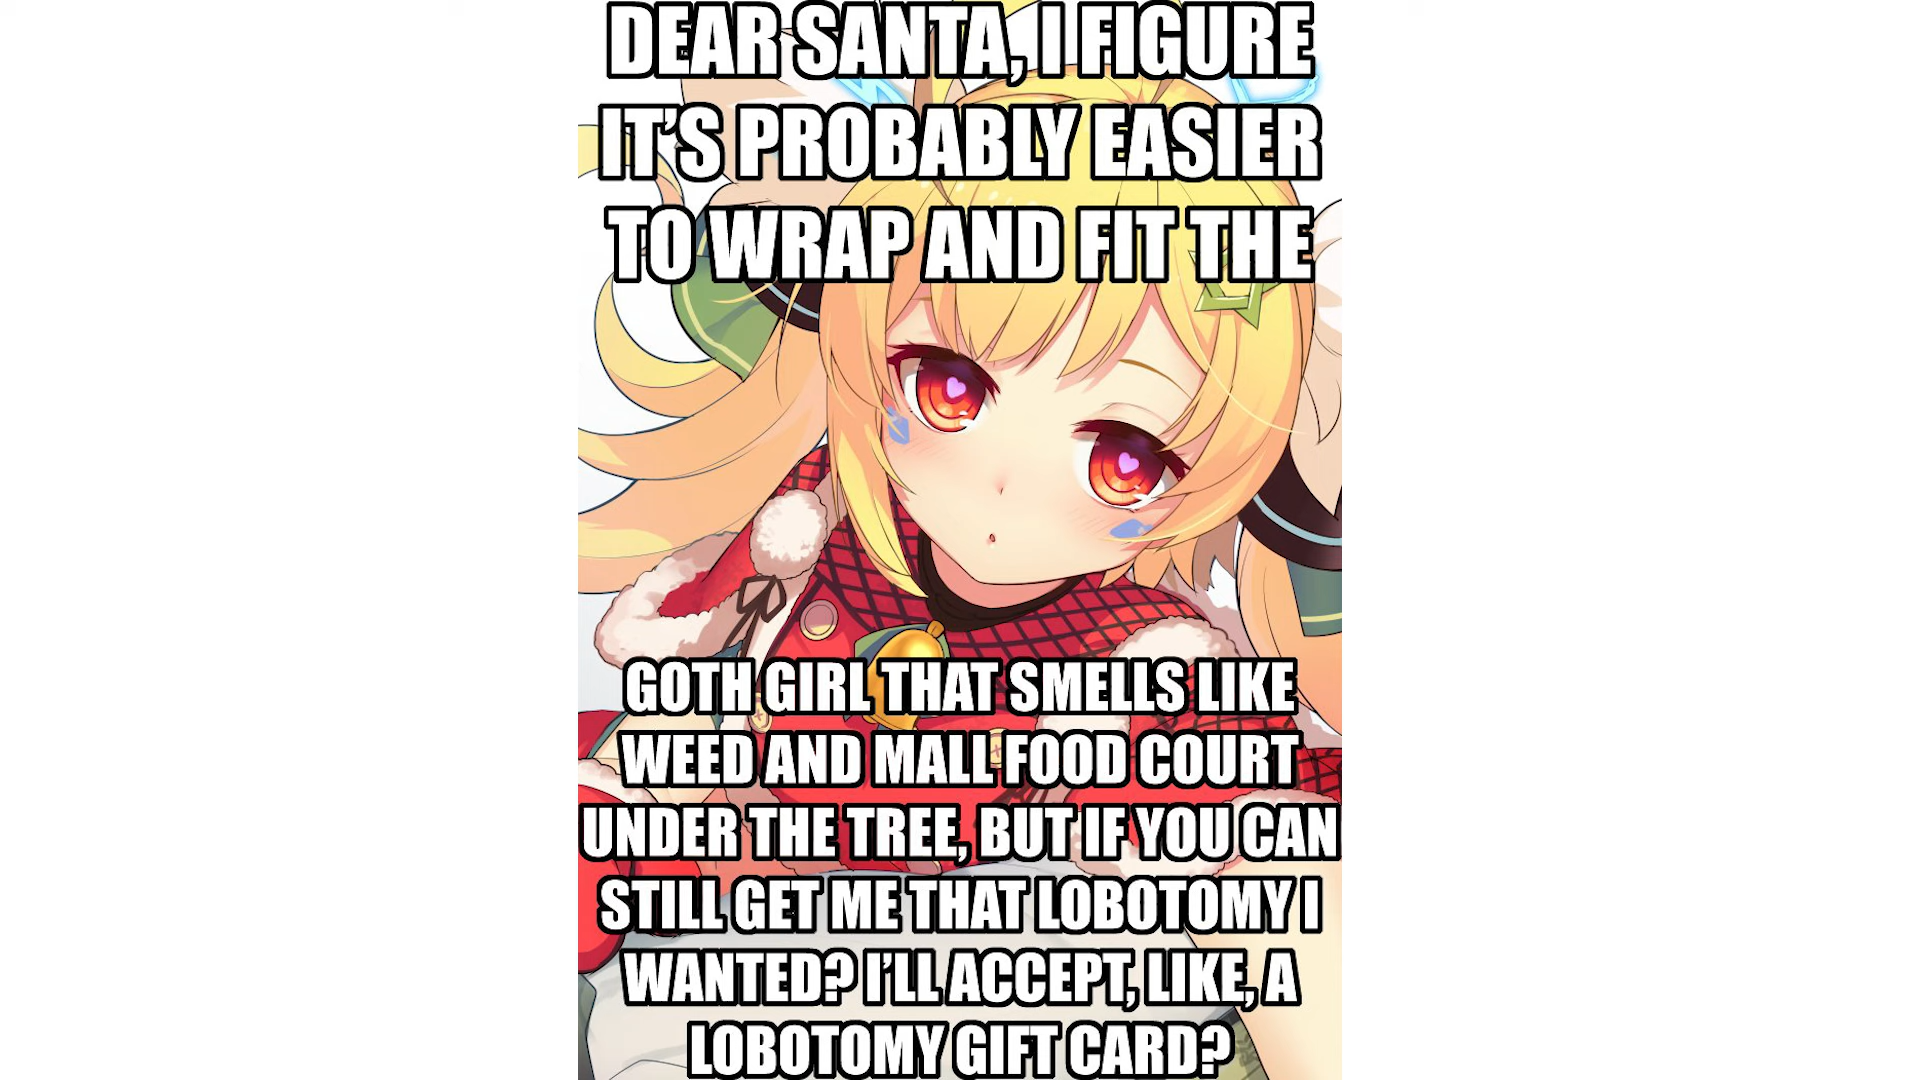 DEAR SANTA, I FIGURE
IT'S PROBABLY EASIER
TO WRAP AND FIT THE
GOTH GIRL THAT SMELLS LIKE
WEED AND MALL FOOD COURT
UNDER THE TREE, BUT IF YOU CAN
STILL GET ME THAT LOBOTOMY I
WANTED? I'LL ACCEPT, LIKE, A
LOBOTOMY GIFT CARD?